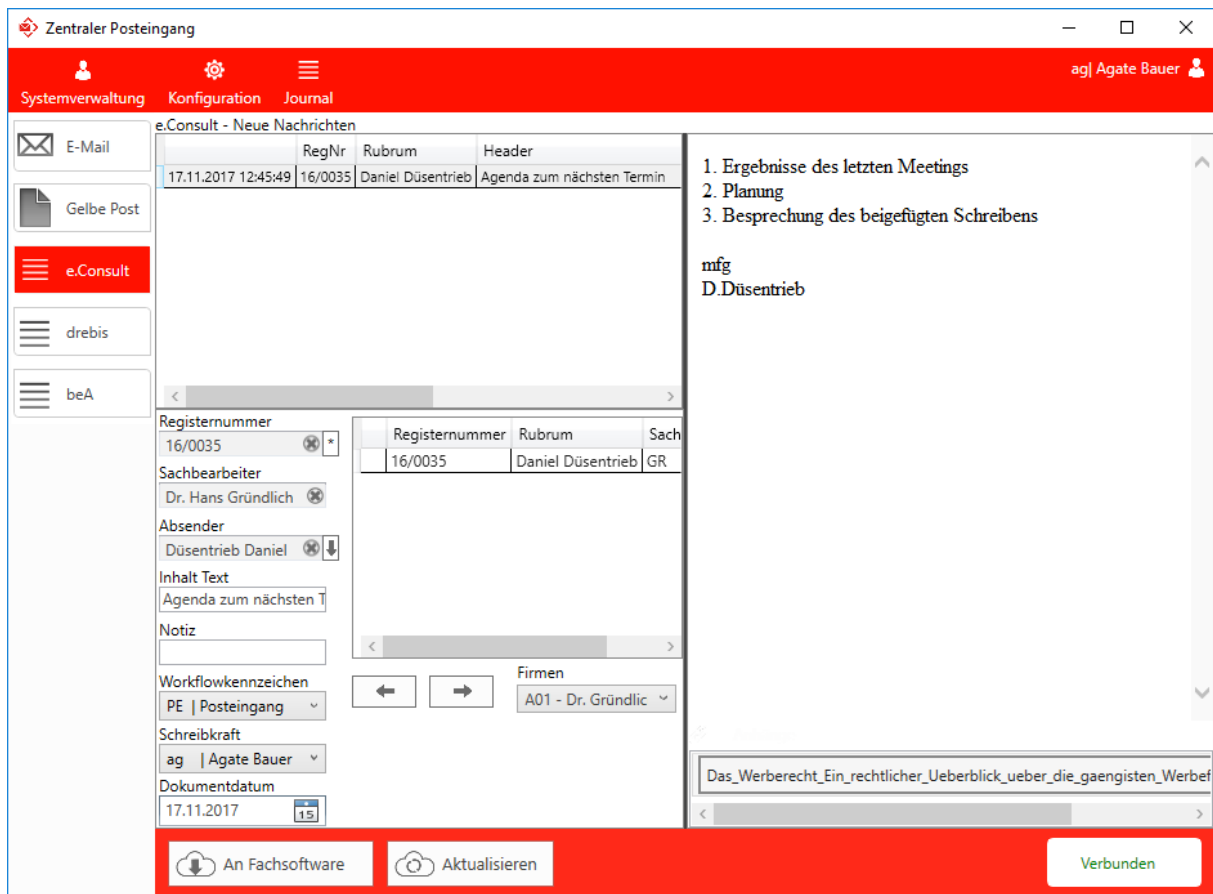 Zentraler Posteingang
Systemverwaltung Konfiguration Journal
ag| Agate Bauer
E-Mail
Gelbe Post
e.Consult
drebis
beA
e.Consult - Neue Nachrichten
RegNr Rubrum Header
17.11.2017 12:45:49 16/0035 Daniel Düsentrieb Agenda zum nächsten Termin
Registernummer
16/0035 *
Sachbearbeiter
Dr. Hans Gründlich
Absender
Düsentrieb Daniel
Inhalt Text
Agenda zum nächsten T
Notiz
Workflowkennzeichen
PE | Posteingang
Schreibkraft
ag | Agate Bauer
Dokumentdatum
17.11.2017 15
Registernummer Rubrum Sach
16/0035 Daniel Düsentrieb GR
Firmen
A01 - Dr. Gründlic
1. Ergebnisse des letzten Meetings
2. Planung
3. Besprechung des beigefügten Schreibens
mfg
D.Düsentrieb
Das_Werberecht_Ein_rechtlicher_Ueberblick_ueber_die_gaengisten_Werbef
An Fachsoftware
Aktualisieren
Verbunden